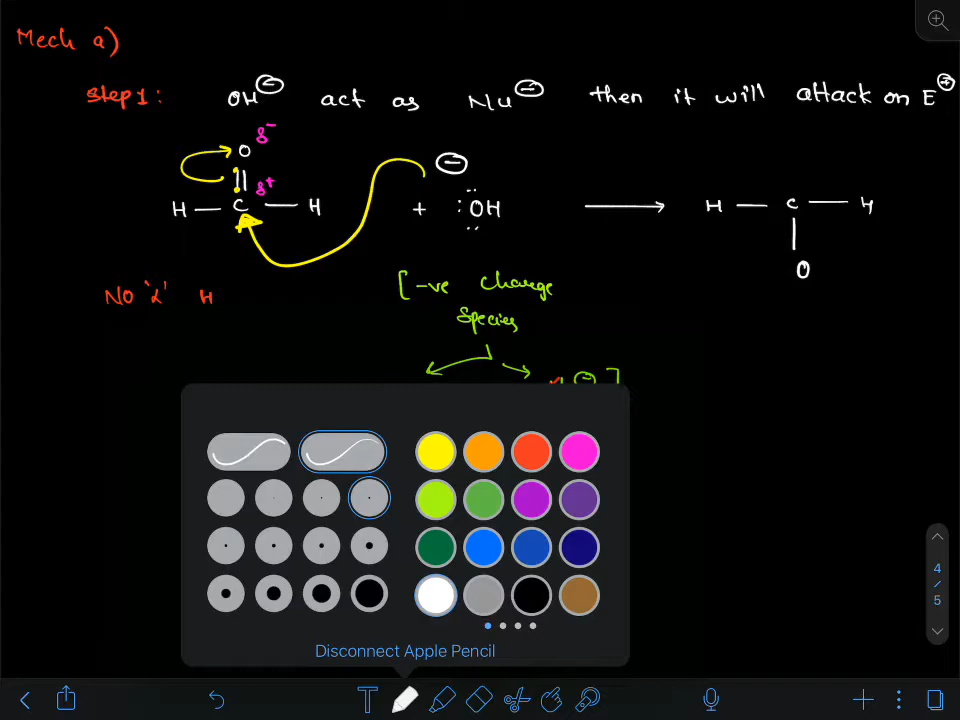 Mech a)
Step 1: OH⊖ act as Nu⊖ then it will attack on E⊕
O δ−
δ+ ⊖
H — C — H + :ÖH → H — C — H
O
No 'α' H
[-ve Charge
Species
⊖ ]
Disconnect Apple Pencil
4
/
5
T